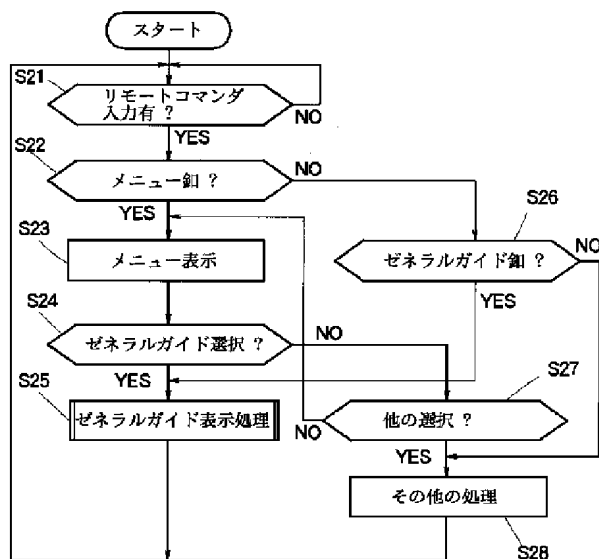 スタート
S21
リモートコマンダ
入力有 ?
NO
YES
S22
メニュー釦 ?
NO
YES
S26
S23
メニュー表示
ゼネラルガイド釦 ?
NO
YES
S24
ゼネラルガイド選択 ?
NO
YES
S25
S27
ゼネラルガイド表示処理
他の選択 ?
NO
YES
その他の処理
S28